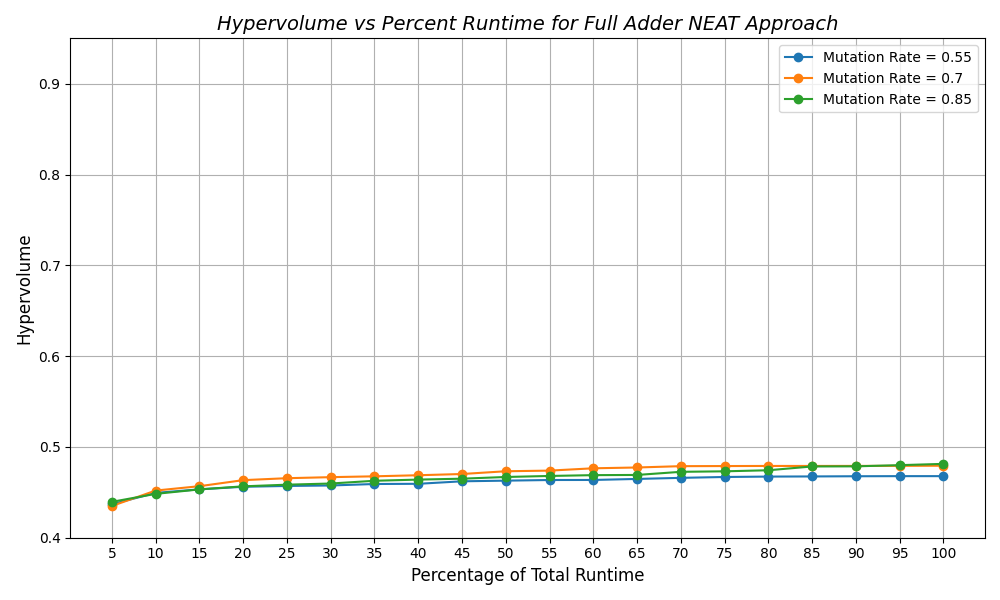 Hypervolume vs Percent Runtime for Full Adder NEAT Approach
Mutation Rate = 0.55
Mutation Rate = 0.7
Mutation Rate = 0.85
0.9
0.8
0.7
0.6
0.5
0.4
Hypervolume
5 10 15 20 25 30 35 40 45 50 55 60 65 70 75 80 85 90 95 100
Percentage of Total Runtime